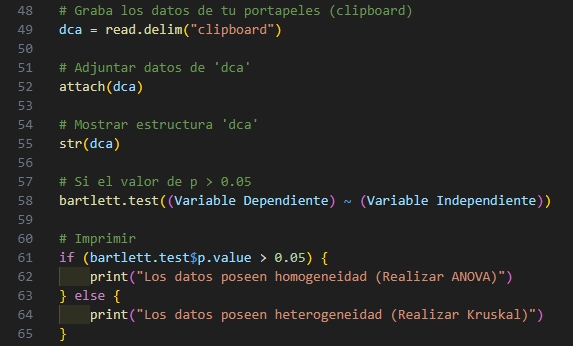 48 # Graba los datos de tu portapeles (clipboard)
49 dca = read.delim("clipboard")
50
51 # Adjuntar datos de 'dca'
52 attach(dca)
53
54 # Mostrar estructura 'dca'
55 str(dca)
56
57 # Si el valor de p > 0.05
58 bartlett.test((Variable Dependiente) ~ (Variable Independiente))
59
60 # Imprimir
61 if (bartlett.test$p.value > 0.05) {
62     print("Los datos poseen homogeneidad (Realizar ANOVA)")
63 } else {
64     print("Los datos poseen heterogeneidad (Realizar Kruskal)")
65 }